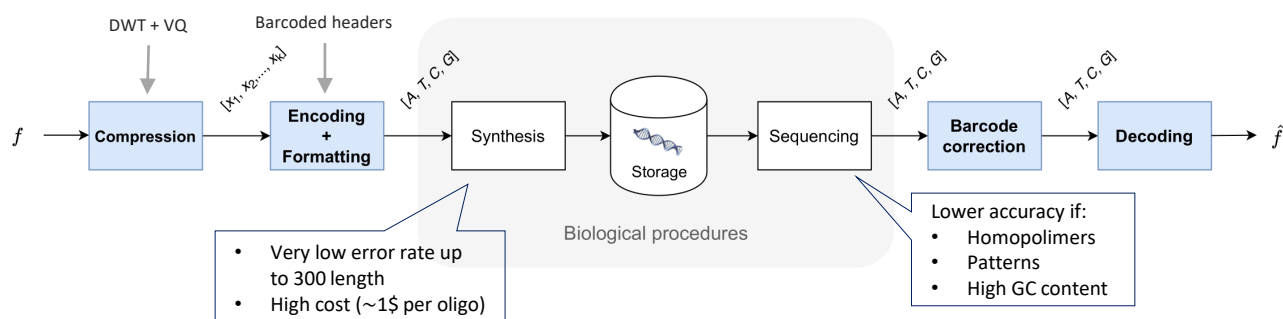 DWT + VQ
Barcoded headers
[x₁, x₂,..., xₖ]
[A, T, C, G]
[A, T, C, G]
[A, T, C, G]
f
Compression
Encoding
+
Formatting
Synthesis
Storage
Sequencing
Barcode
correction
Decoding
f̂
Biological procedures
• Very low error rate up
to 300 length
• High cost (~1$ per oligo)
Lower accuracy if:
• Homopolimers
• Patterns
• High GC content